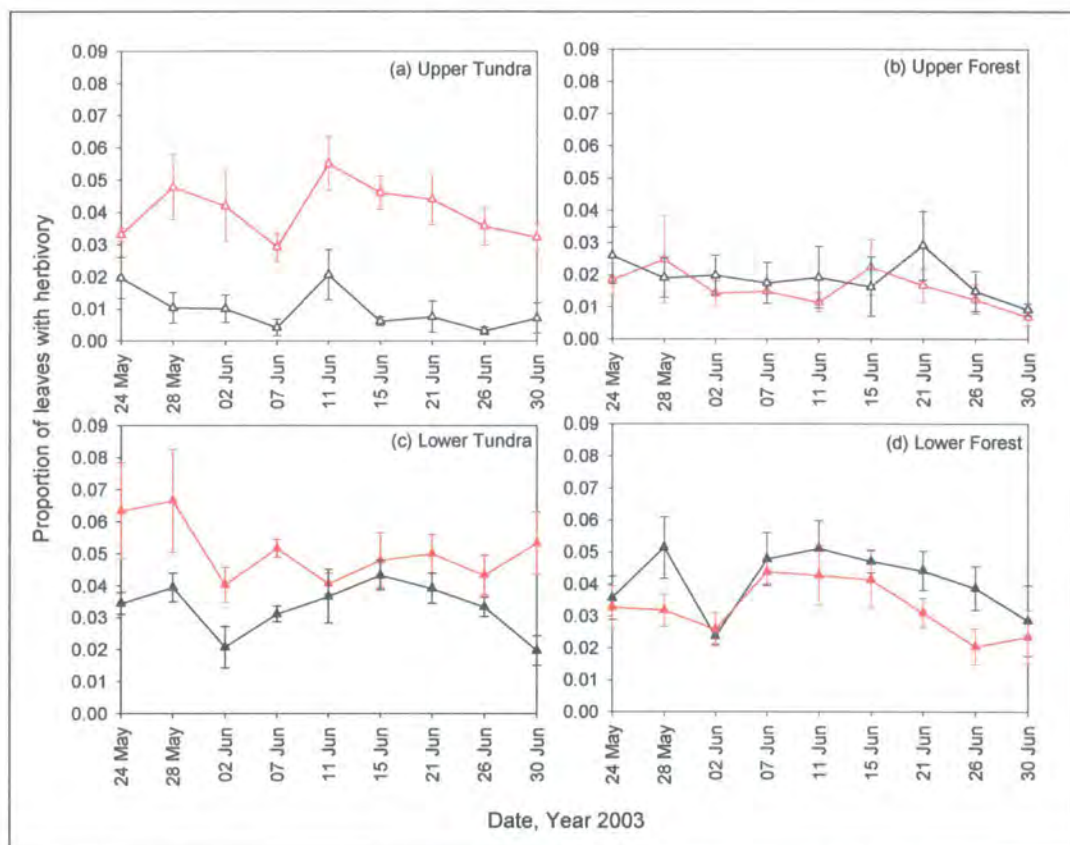 Proportion of leaves with herbivory
(a) Upper Tundra
0.09
0.08
0.07
0.06
0.05
0.04
0.03
0.02
0.01
0.00
24 May
28 May
02 Jun
07 Jun
11 Jun
15 Jun
21 Jun
26 Jun
30 Jun
(b) Upper Forest
0.09
0.08
0.07
0.06
0.05
0.04
0.03
0.02
0.01
0.00
24 May
28 May
02 Jun
07 Jun
11 Jun
15 Jun
21 Jun
26 Jun
30 Jun
(c) Lower Tundra
0.09
0.08
0.07
0.06
0.05
0.04
0.03
0.02
0.01
0.00
24 May
28 May
02 Jun
07 Jun
11 Jun
15 Jun
21 Jun
26 Jun
30 Jun
(d) Lower Forest
0.09
0.08
0.07
0.06
0.05
0.04
0.03
0.02
0.01
0.00
24 May
28 May
02 Jun
07 Jun
11 Jun
15 Jun
21 Jun
26 Jun
30 Jun
Date, Year 2003